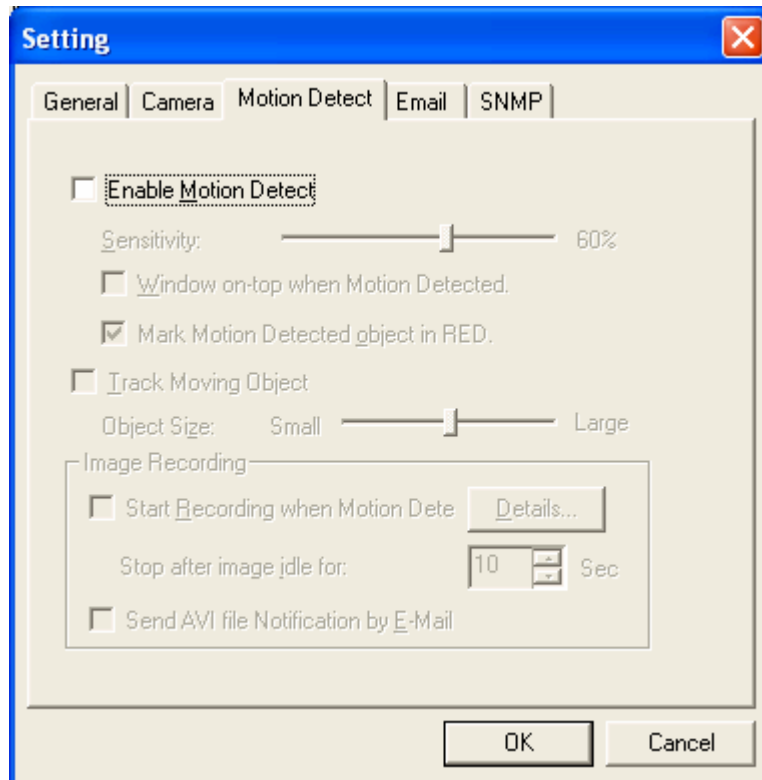 Setting
General Camera Motion Detect Email SNMP
Enable Motion Detect
Sensitivity: 60%
Window on-top when Motion Detected.
Mark Motion Detected object in RED.
Track Moving Object
Object Size: Small Large
Image Recording
Start Recording when Motion Dete Details...
Stop after image idle for: 10 Sec
Send AVI file Notification by E-Mail
OK Cancel